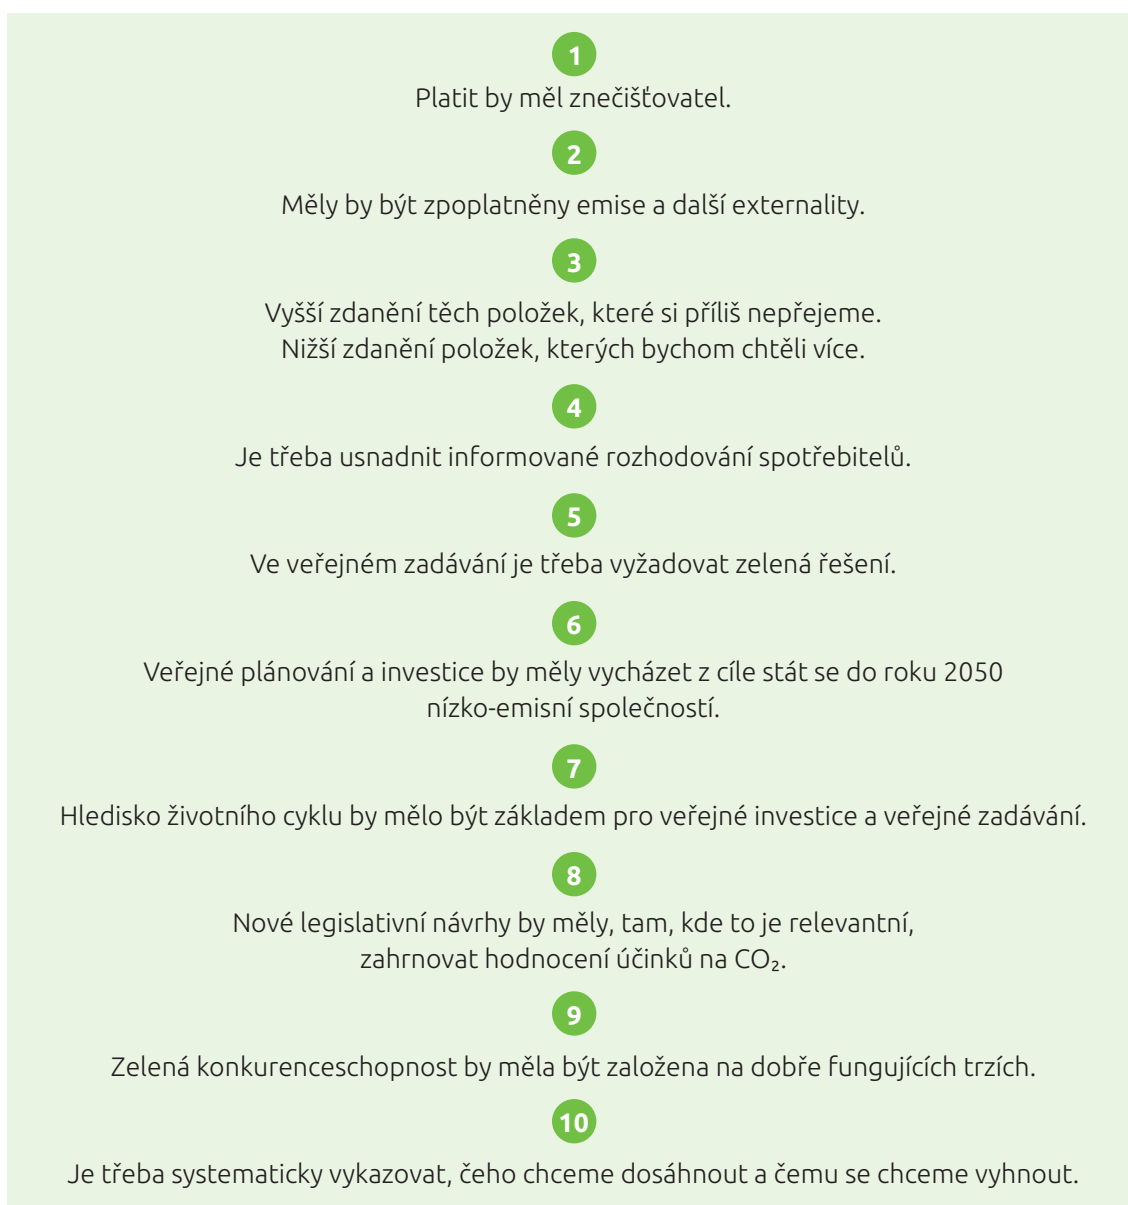 1
Platit by měl znečišťovatel.
2
Měly by být zpoplatněny emise a další externality.
3
Vyšší zdanění těch položek, které si příliš nepřejeme.
Nižší zdanění položek, kterých bychom chtěli více.
4
Je třeba usnadnit informované rozhodování spotřebitelů.
5
Ve veřejném zadávání je třeba vyžadovat zelená řešení.
6
Veřejné plánování a investice by měly vycházet z cíle stát se do roku 2050
nízko-emisní společností.
7
Hledisko životního cyklu by mělo být základem pro veřejné investice a veřejné zadávání.
8
Nové legislativní návrhy by měly, tam, kde to je relevantní,
zahrnovat hodnocení účinků na CO₂.
9
Zelená konkurenceschopnost by měla být založena na dobře fungujících trzích.
10
Je třeba systematicky vykazovat, čeho chceme dosáhnout a čemu se chceme vyhnout.